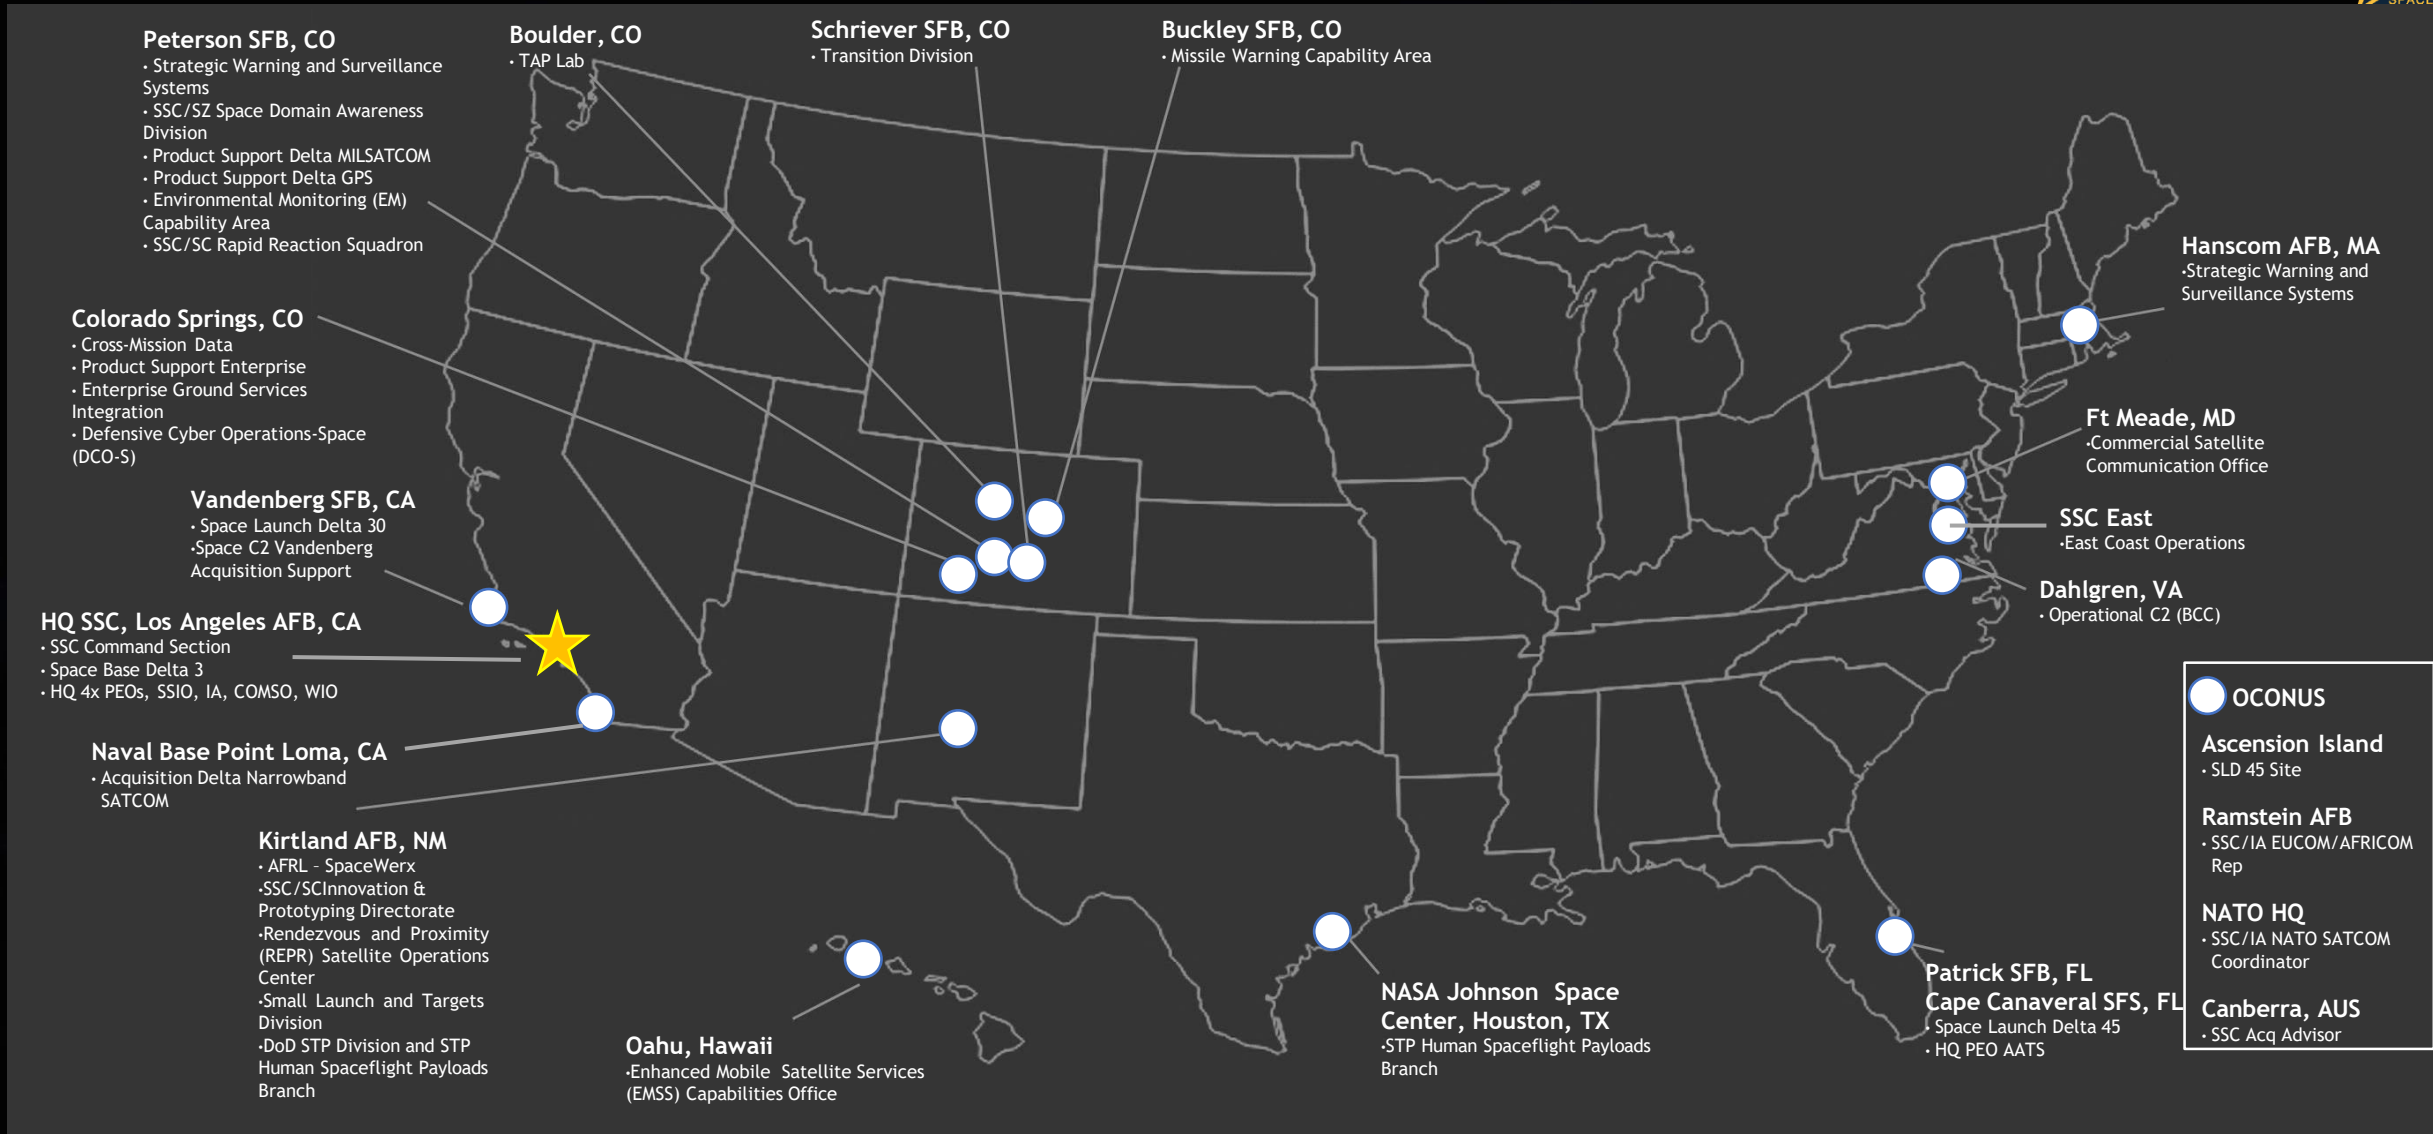 SPACE
Peterson SFB, CO
· Strategic Warning and Surveillance
Systems
· SSC/SZ Space Domain Awareness
Division
· Product Support Delta MILSATCOM
· Product Support Delta GPS
· Environmental Monitoring (EM)
Capability Area
· SSC/SC Rapid Reaction Squadron
Boulder, CO
· TAP Lab
Schriever SFB, CO
· Transition Division
Buckley SFB, CO
· Missile Warning Capability Area
Hanscom AFB, MA
·Strategic Warning and
Surveillance Systems
Colorado Springs, CO
· Cross-Mission Data
· Product Support Enterprise
· Enterprise Ground Services
Integration
· Defensive Cyber Operations-Space
(DCO-S)
Ft Meade, MD
·Commercial Satellite
Communication Office
Vandenberg SFB, CA
· Space Launch Delta 30
·Space C2 Vandenberg
Acquisition Support
SSC East
·East Coast Operations
Dahlgren, VA
· Operational C2 (BCC)
HQ SSC, Los Angeles AFB, CA
· SSC Command Section
· Space Base Delta 3
· HQ 4x PEOs, SSIO, IA, COMSO, WIO
Naval Base Point Loma, CA
· Acquisition Delta Narrowband
SATCOM
Kirtland AFB, NM
· AFRL – SpaceWerx
·SSC/SCInnovation &
Prototyping Directorate
·Rendezvous and Proximity
(REPR) Satellite Operations
Center
·Small Launch and Targets
Division
·DoD STP Division and STP
Human Spaceflight Payloads
Branch
Oahu, Hawaii
·Enhanced Mobile Satellite Services
(EMSS) Capabilities Office
NASA Johnson Space
Center, Houston, TX
·STP Human Spaceflight Payloads
Branch
Patrick SFB, FL
Cape Canaveral SFS, FL
· Space Launch Delta 45
· HQ PEO AATS
OCONUS
Ascension Island
· SLD 45 Site
Ramstein AFB
· SSC/IA EUCOM/AFRICOM
Rep
NATO HQ
· SSC/IA NATO SATCOM
Coordinator
Canberra, AUS
· SSC Acq Advisor